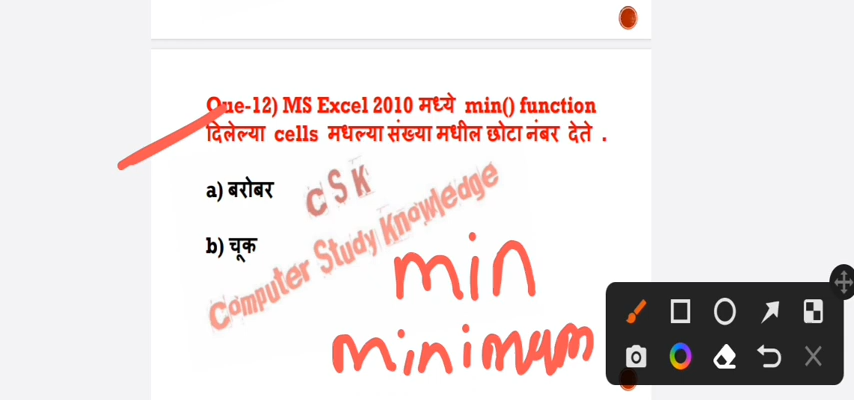 Que-12) MS Excel 2010 मध्ये min() function
दिलेल्या cells मधल्या संख्या मधील छोटा नंबर देते .
a) बरोबर
CSK
b) चूक
Computer Study Knowledge
min
minimum